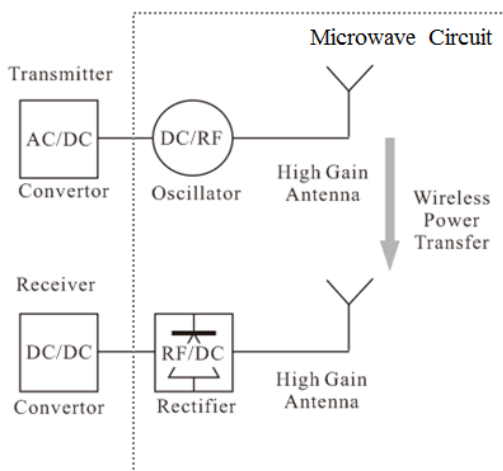 Microwave Circuit
Transmitter
AC/DC
Convertor
DC/RF
Oscillator
High Gain
Antenna
Wireless
Power
Transfer
Receiver
DC/DC
Convertor
RF/DC
Rectifier
High Gain
Antenna